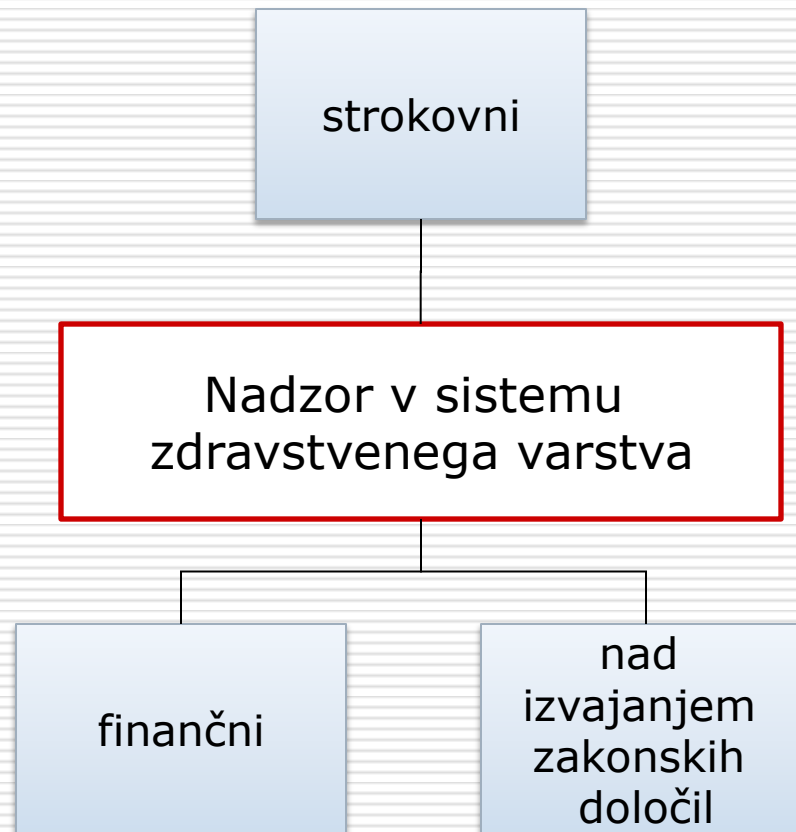 strokovni
Nadzor v sistemu
zdravstvenega varstva
finančni
nad
izvajanjem
zakonskih
določil